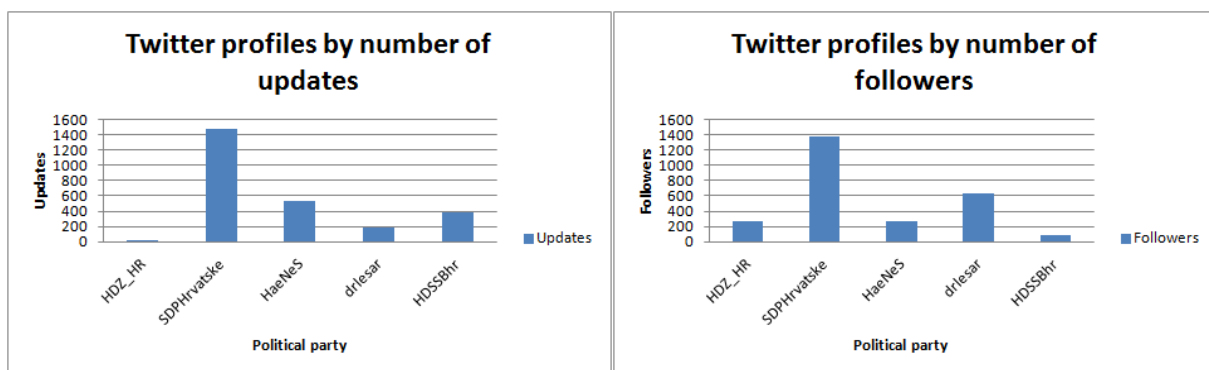 Twitter profiles by number of
updates
1600
1400
1200
1000
800
600
400
200
0
Updates
HDZ_HR
SDPHrvatske
HaeNeS
drlesar
HDSSBhr
Political party
Updates
Twitter profiles by number of
followers
1600
1400
1200
1000
800
600
400
200
0
Followers
HDZ_HR
SDPHrvatske
HaeNeS
drlesar
HDSSBhr
Political party
Followers